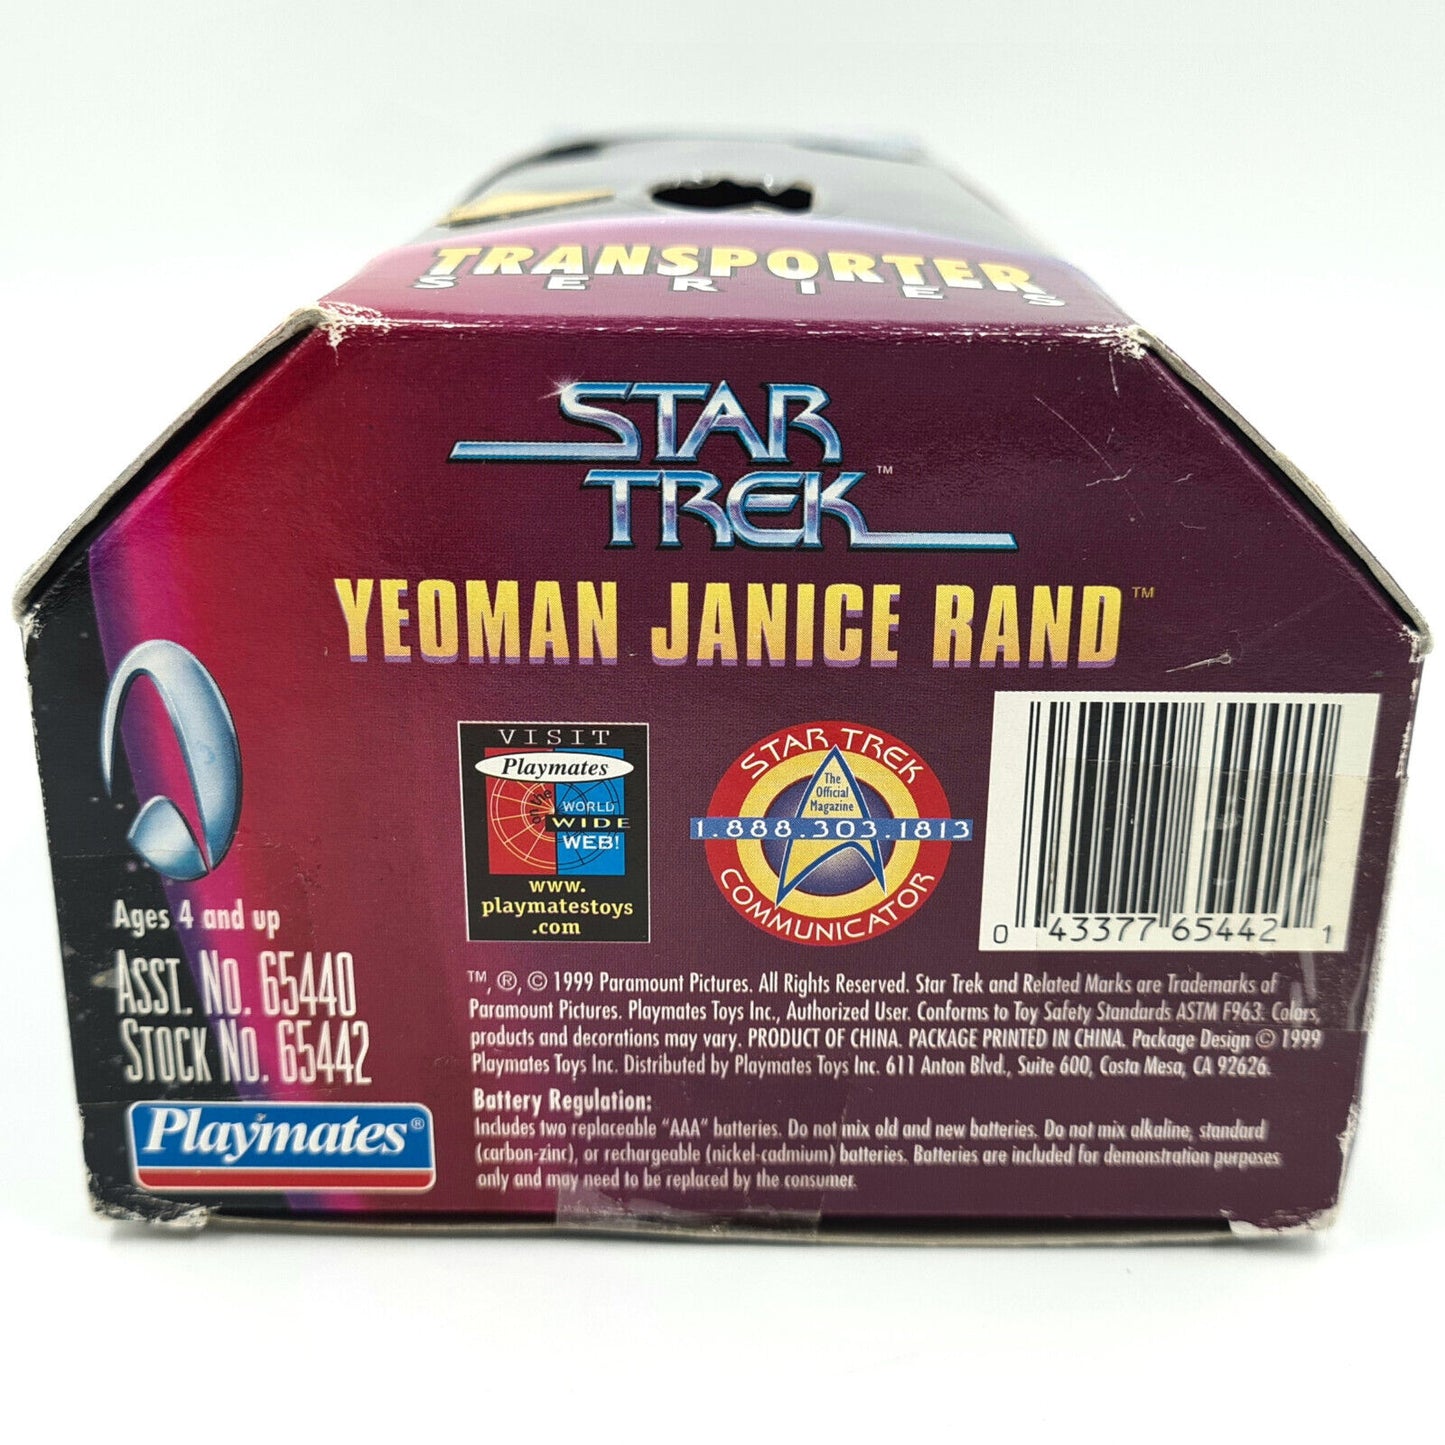 TRANSPORTER
SERIES
STAR
TREK™
YEOMAN JANICE RAND™
VISIT
Playmates
on the
WORLD
WIDE
WEB!
www.
playmatestoys
.com
STAR TREK
The
Official
Magazine
1.888.303.1813
COMMUNICATOR
0 43377 65442 1
Ages 4 and up
ASST. NO. 65440
STOCK NO. 65442
Playmates®
™, ®, © 1999 Paramount Pictures. All Rights Reserved. Star Trek and Related Marks are Trademarks of
Paramount Pictures. Playmates Toys Inc., Authorized User. Conforms to Toy Safety Standards ASTM F963. Colors,
products and decorations may vary. PRODUCT OF CHINA. PACKAGE PRINTED IN CHINA. Package Design © 1999
Playmates Toys Inc. Distributed by Playmates Toys Inc. 611 Anton Blvd., Suite 600, Costa Mesa, CA 92626.
Battery Regulation:
Includes two replaceable "AAA" batteries. Do not mix old and new batteries. Do not mix alkaline, standard
(carbon-zinc), or rechargeable (nickel-cadmium) batteries. Batteries are included for demonstration purposes
only and may need to be replaced by the consumer.